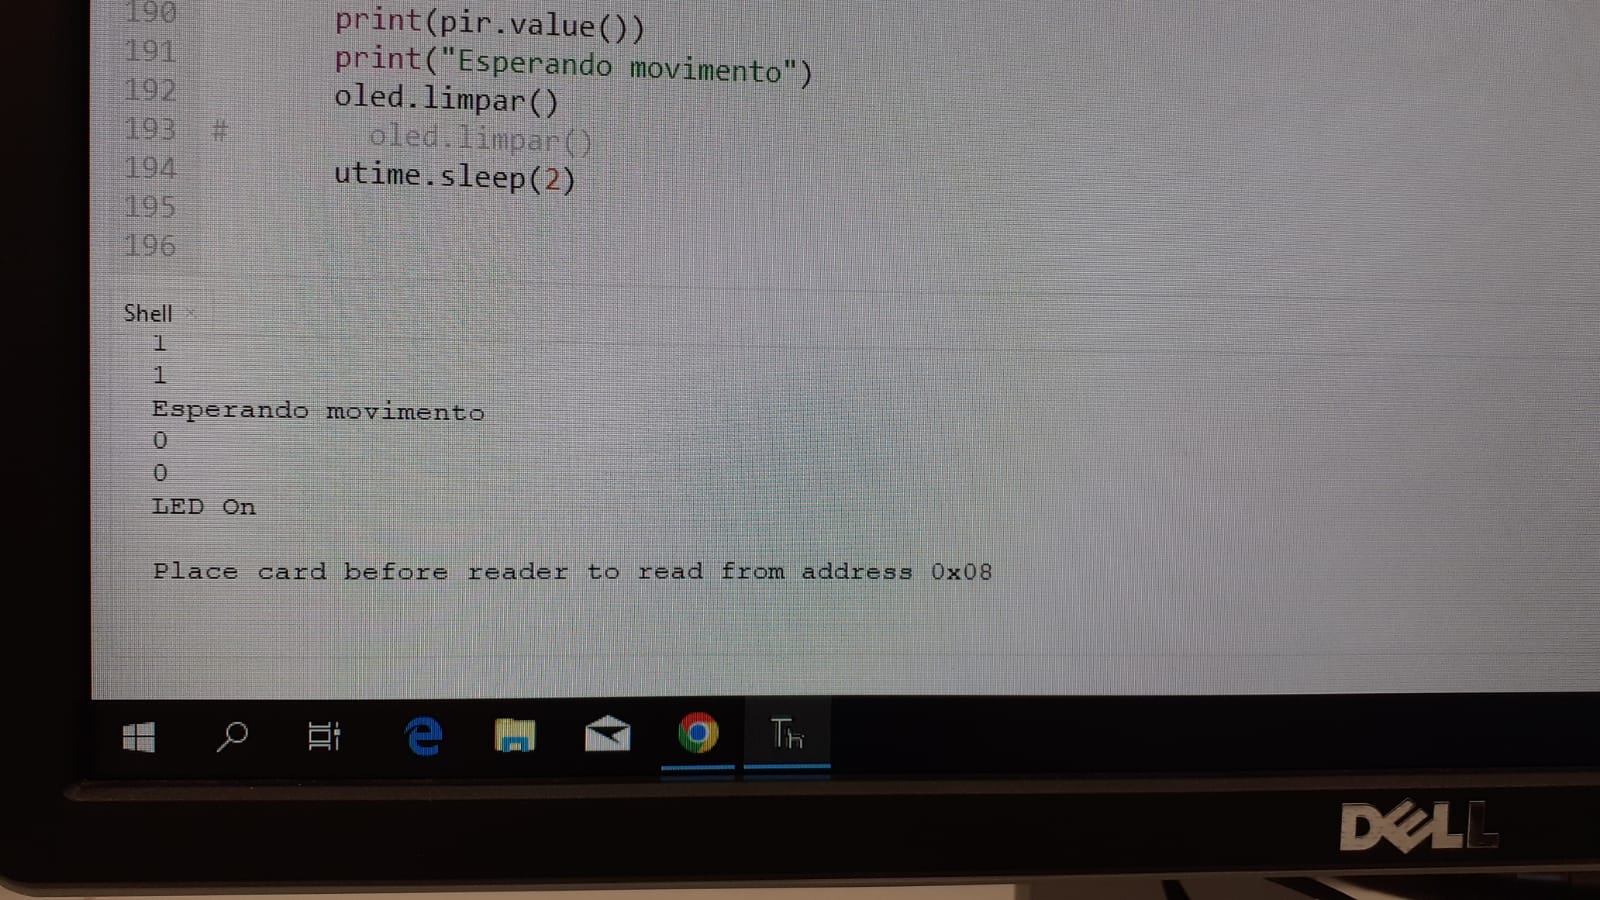 190 print(pir.value())
191 print("Esperando movimento")
192 oled.limpar()
193 # oled.limpar()
194 utime.sleep(2)
195
196
Shell ×
1
1
Esperando movimento
0
0
LED On
Place card before reader to read from address 0x08
Th
DELL